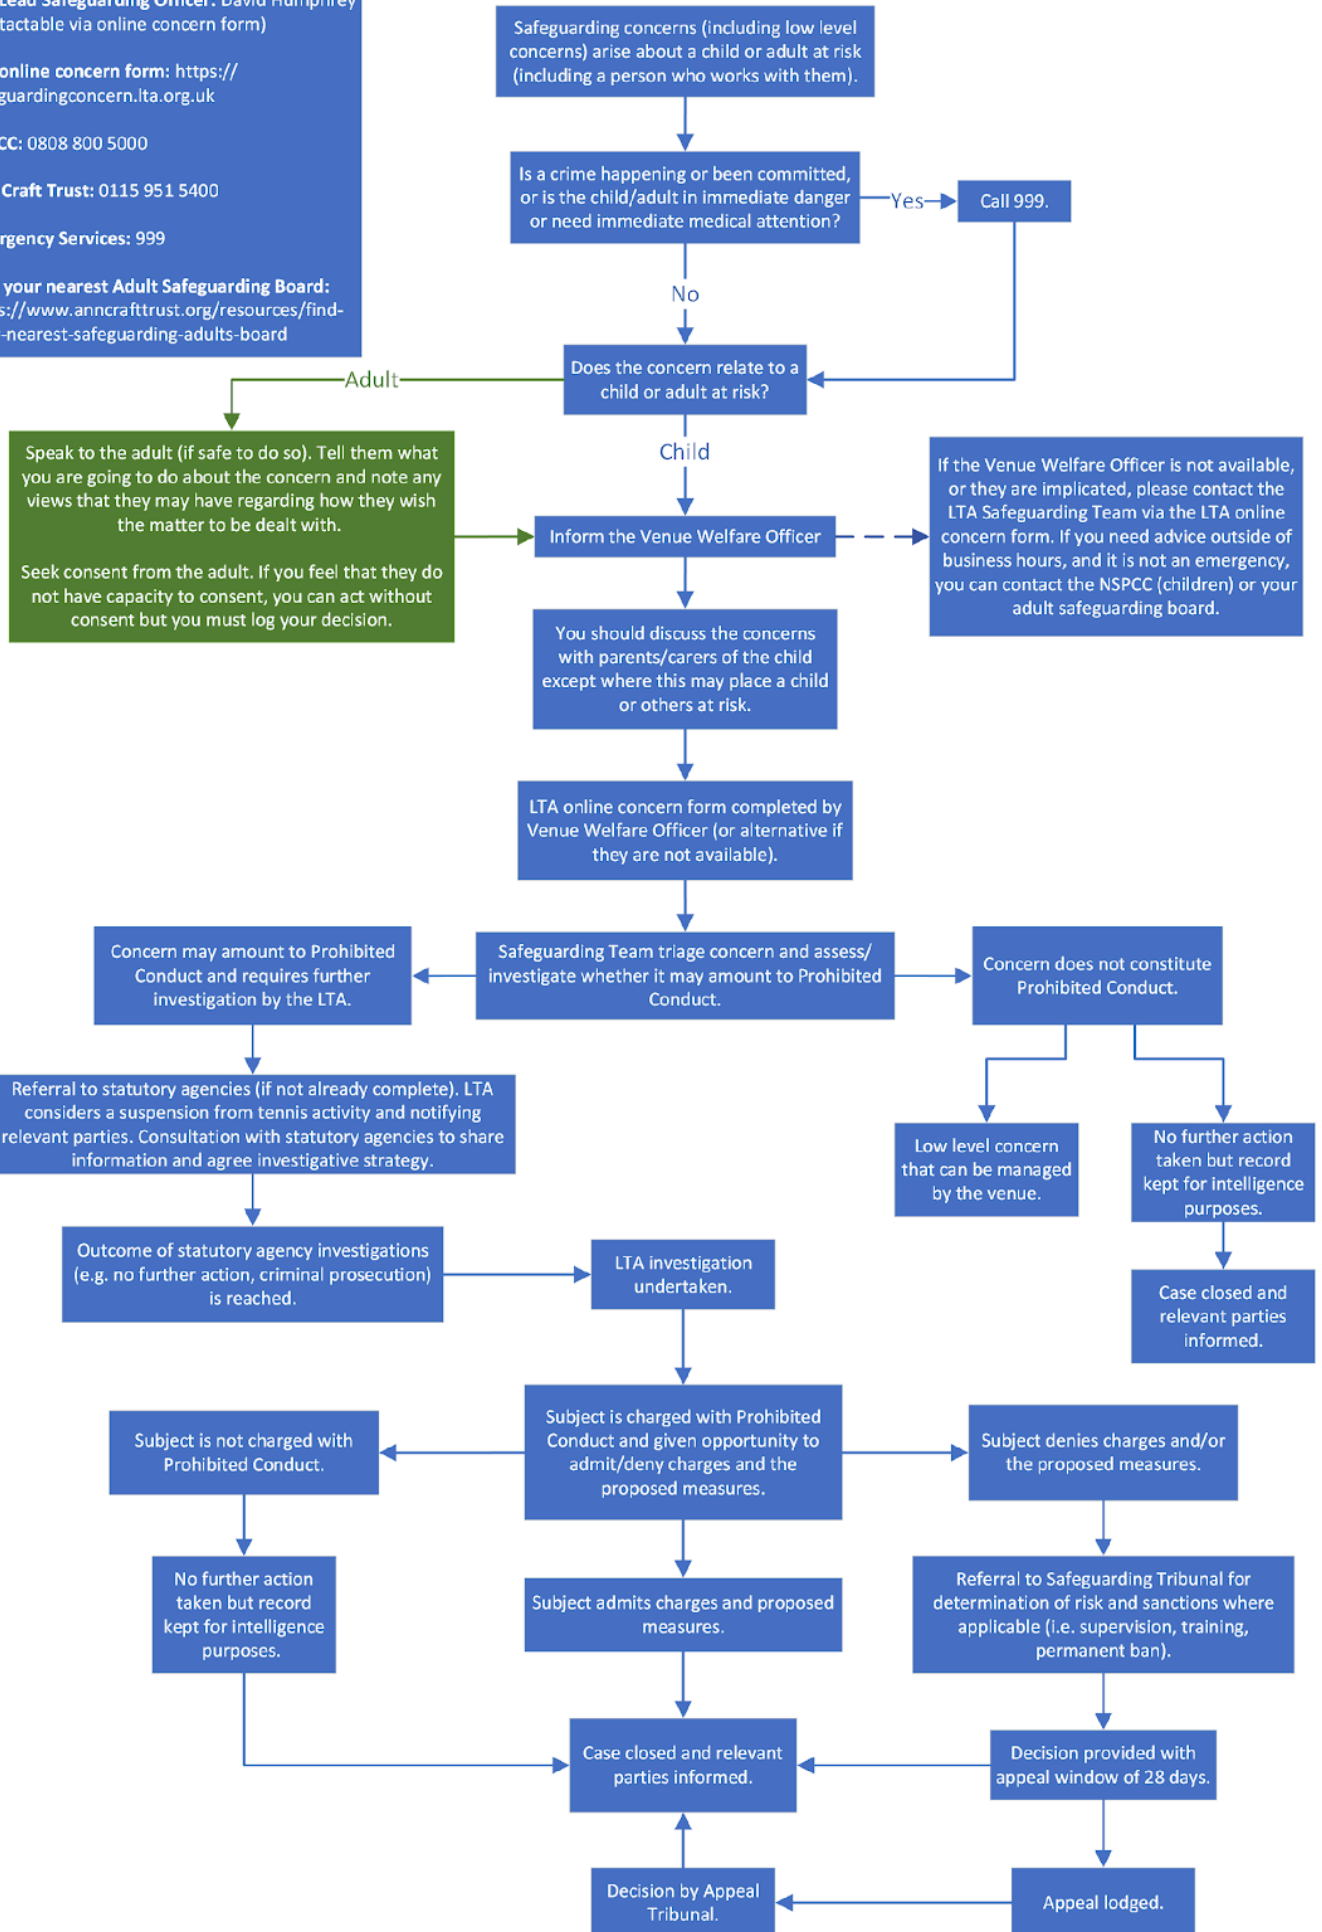 Lead Safeguarding Officer: David Humphrey
tactable via online concern form)
online concern form: https://
guardingconcern.lta.org.uk
CC: 0808 800 5000
Craft Trust: 0115 951 5400
rgency Services: 999
your nearest Adult Safeguarding Board:
s://www.anncrafttrust.org/resources/find-
-nearest-safeguarding-adults-board
Safeguarding concerns (including low level
concerns) arise about a child or adult at risk
(including a person who works with them).
Is a crime happening or been committed,
or is the child/adult in immediate danger
or need immediate medical attention?
Yes
Call 999.
No
Does the concern relate to a
child or adult at risk?
Adult
Child
Speak to the adult (if safe to do so). Tell them what
you are going to do about the concern and note any
views that they may have regarding how they wish
the matter to be dealt with.
Seek consent from the adult. If you feel that they do
not have capacity to consent, you can act without
consent but you must log your decision.
Inform the Venue Welfare Officer
If the Venue Welfare Officer is not available,
or they are implicated, please contact the
LTA Safeguarding Team via the LTA online
concern form. If you need advice outside of
business hours, and it is not an emergency,
you can contact the NSPCC (children) or your
adult safeguarding board.
You should discuss the concerns
with parents/carers of the child
except where this may place a child
or others at risk.
LTA online concern form completed by
Venue Welfare Officer (or alternative if
they are not available).
Concern may amount to Prohibited
Conduct and requires further
investigation by the LTA.
Safeguarding Team triage concern and assess/
investigate whether it may amount to Prohibited
Conduct.
Concern does not constitute
Prohibited Conduct.
Referral to statutory agencies (if not already complete). LTA
considers a suspension from tennis activity and notifying
relevant parties. Consultation with statutory agencies to share
information and agree investigative strategy.
Low level concern
that can be managed
by the venue.
No further action
taken but record
kept for intelligence
purposes.
Outcome of statutory agency investigations
(e.g. no further action, criminal prosecution)
is reached.
LTA investigation
undertaken.
Case closed and
relevant parties
informed.
Subject is not charged with
Prohibited Conduct.
Subject is charged with Prohibited
Conduct and given opportunity to
admit/deny charges and the
proposed measures.
Subject denies charges and/or
the proposed measures.
No further action
taken but record
kept for intelligence
purposes.
Subject admits charges and proposed
measures.
Referral to Safeguarding Tribunal for
determination of risk and sanctions where
applicable (i.e. supervision, training,
permanent ban).
Case closed and relevant
parties informed.
Decision provided with
appeal window of 28 days.
Decision by Appeal
Tribunal.
Appeal lodged.